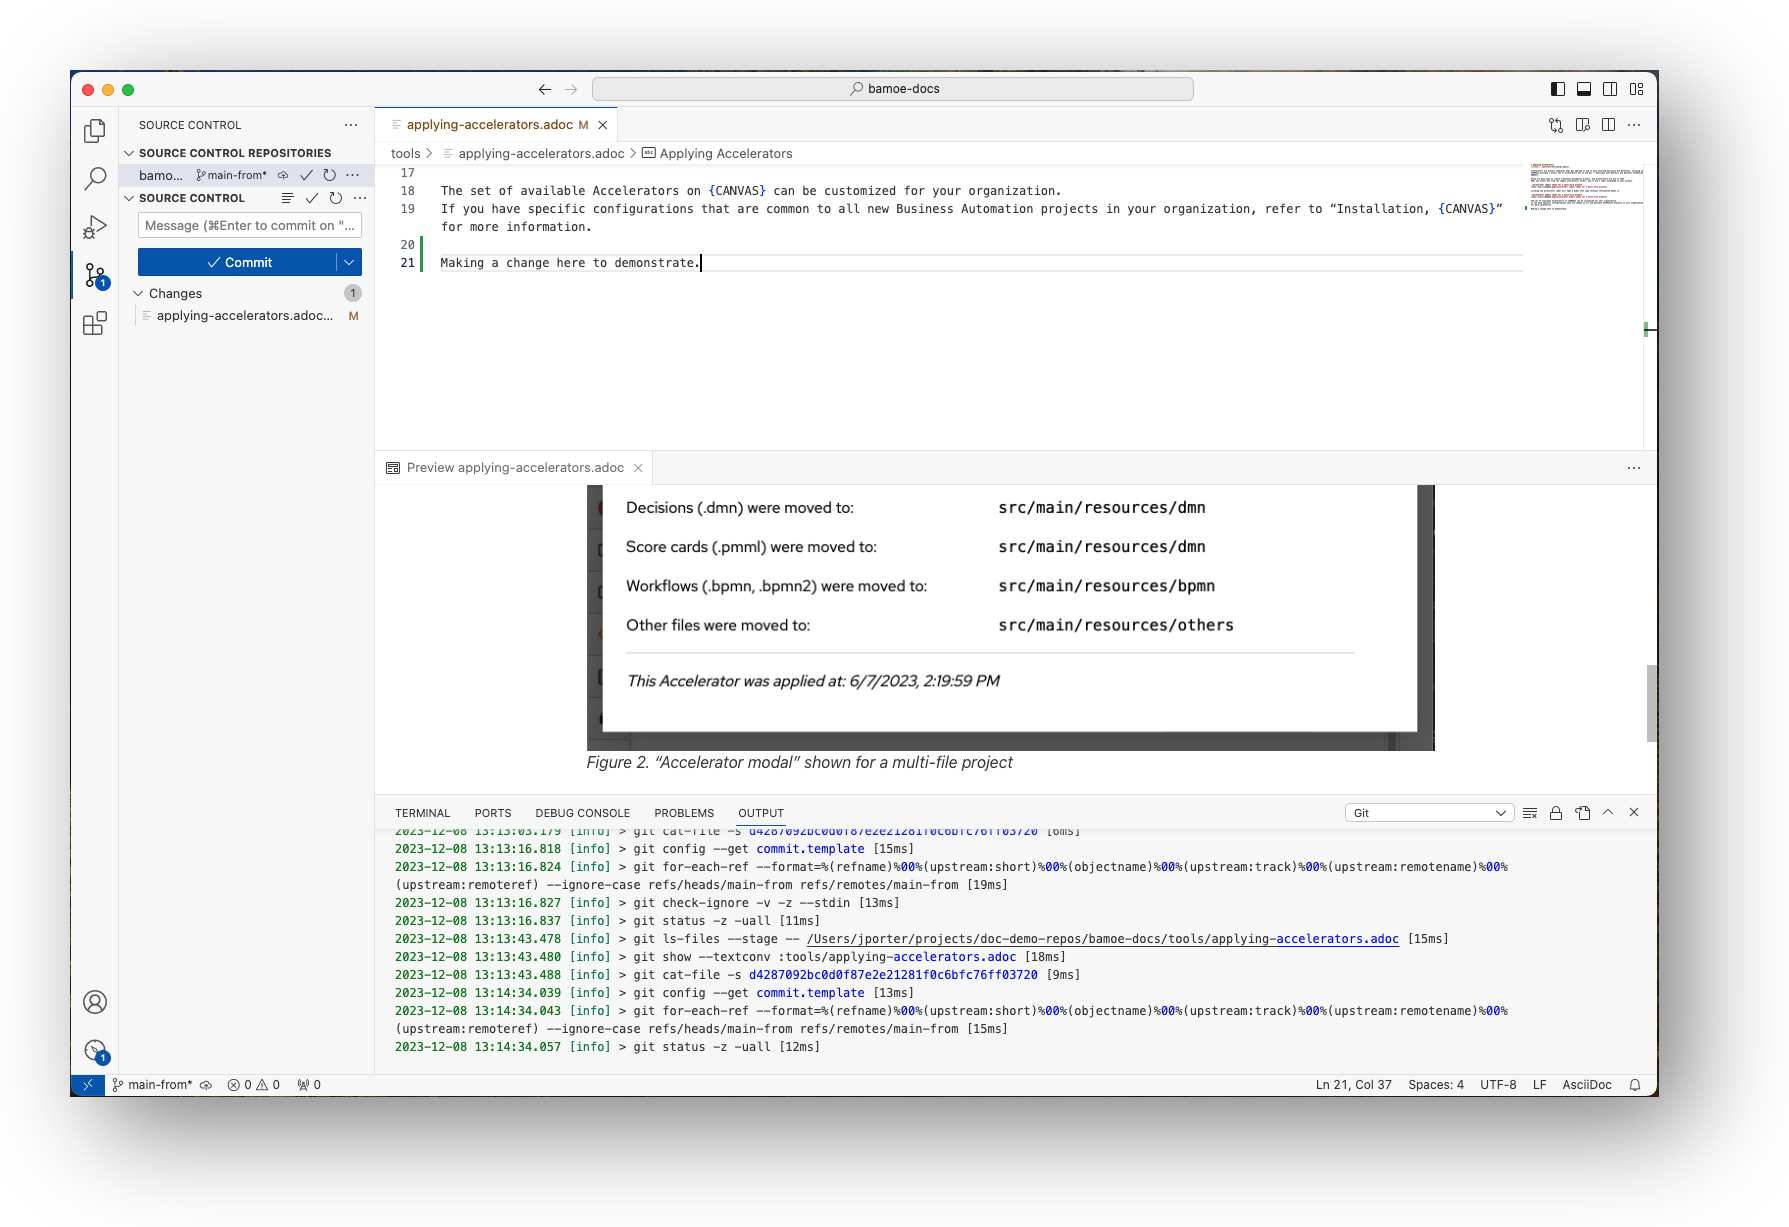 bamoe-docs
SOURCE CONTROL
SOURCE CONTROL REPOSITORIES
bamo... main-from*
SOURCE CONTROL
Message (⌘Enter to commit on "...
Commit
Changes 1
applying-accelerators.adoc... M
1
1
applying-accelerators.adoc M
tools > applying-accelerators.adoc > Applying Accelerators
17
18 The set of available Accelerators on {CANVAS} can be customized for your organization.
19 If you have specific configurations that are common to all new Business Automation projects in your organization, refer to “Installation, {CANVAS}”
for more information.
20
21 Making a change here to demonstrate.
Preview applying-accelerators.adoc
Decisions (.dmn) were moved to: src/main/resources/dmn
Score cards (.pmml) were moved to: src/main/resources/dmn
Workflows (.bpmn, .bpmn2) were moved to: src/main/resources/bpmn
Other files were moved to: src/main/resources/others
This Accelerator was applied at: 6/7/2023, 2:19:59 PM
Figure 2. “Accelerator modal” shown for a multi-file project
TERMINAL PORTS DEBUG CONSOLE PROBLEMS OUTPUT Git
2023-12-08 13:13:03.179 [info] > git cat-file -s d4287092bc0d0f87e2e21281f0c6bfc76ff03720 [6ms]
2023-12-08 13:13:16.818 [info] > git config --get commit.template [15ms]
2023-12-08 13:13:16.824 [info] > git for-each-ref --format=%(refname)%00%(upstream:short)%00%(objectname)%00%(upstream:track)%00%(upstream:remotename)%00%
(upstream:remoteref) --ignore-case refs/heads/main-from refs/remotes/main-from [19ms]
2023-12-08 13:13:16.827 [info] > git check-ignore -v -z --stdin [13ms]
2023-12-08 13:13:16.837 [info] > git status -z -uall [11ms]
2023-12-08 13:13:43.478 [info] > git ls-files --stage -- /Users/jporter/projects/doc-demo-repos/bamoe-docs/tools/applying-accelerators.adoc [15ms]
2023-12-08 13:13:43.480 [info] > git show --textconv :tools/applying-accelerators.adoc [18ms]
2023-12-08 13:13:43.488 [info] > git cat-file -s d4287092bc0d0f87e2e21281f0c6bfc76ff03720 [9ms]
2023-12-08 13:14:34.039 [info] > git config --get commit.template [13ms]
2023-12-08 13:14:34.043 [info] > git for-each-ref --format=%(refname)%00%(upstream:short)%00%(objectname)%00%(upstream:track)%00%(upstream:remotename)%00%
(upstream:remoteref) --ignore-case refs/heads/main-from refs/remotes/main-from [15ms]
2023-12-08 13:14:34.057 [info] > git status -z -uall [12ms]
main-from* 0 0 0 Ln 21, Col 37 Spaces: 4 UTF-8 LF AsciiDoc